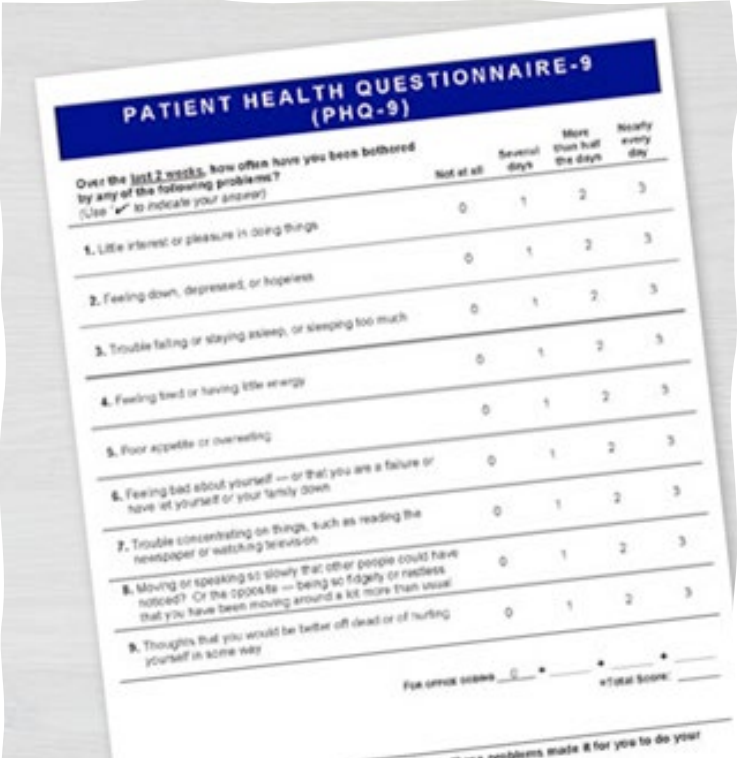 PATIENT HEALTH QUESTIONNAIRE-9
(PHQ-9)
Over the last 2 weeks, how often have you been bothered
by any of the following problems?
(Use "✔" to indicate your answer)
Not at all
Several
days
More
than half
the days
Nearly
every
day
1. Little interest or pleasure in doing things 0 1 2 3
2. Feeling down, depressed, or hopeless 0 1 2 3
3. Trouble falling or staying asleep, or sleeping too much 0 1 2 3
4. Feeling tired or having little energy 0 1 2 3
5. Poor appetite or overeating 0 1 2 3
6. Feeling bad about yourself — or that you are a failure or
have let yourself or your family down 0 1 2 3
7. Trouble concentrating on things, such as reading the
newspaper or watching television 0 1 2 3
8. Moving or speaking so slowly that other people could have
noticed? Or the opposite — being so fidgety or restless
that you have been moving around a lot more than usual 0 1 2 3
9. Thoughts that you would be better off dead or of hurting
yourself in some way 0 1 2 3
FOR OFFICE CODING 0 + ____ + ____ + ____
=Total Score: ____
problems made it for you to do your